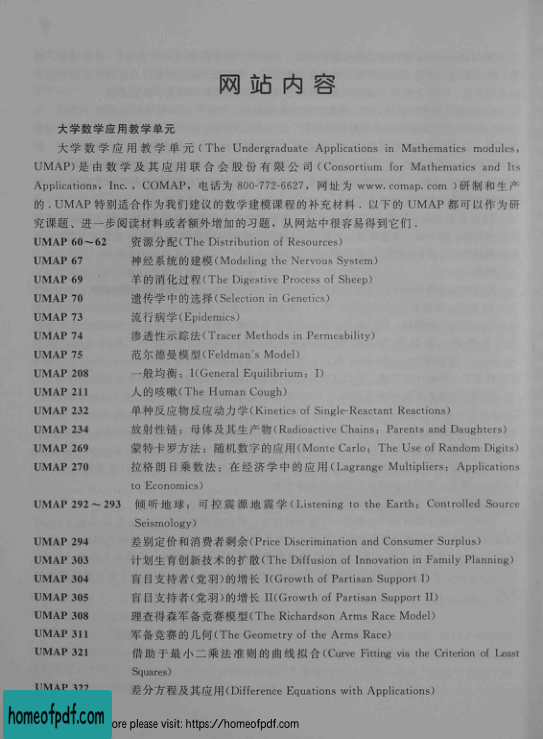 网站内容
大学数学应用教学单元
大学数学应用教学单元(The Undergraduate Applications in Mathematics modules,
UMAP)是由数学及其应用联合会股份有限公司(Consortium for Mathematics and Its
Applications, Inc., COMAP, 电话为 800-772-6627, 网址为 www.comap.com)研制和生产
的.UMAP 特别适合作为我们建议的数学建模课程的补充材料.以下的 UMAP 都可以作为研
究课题、进一步阅读材料或者额外增加的习题,从网站中很容易得到它们.
UMAP 60~62 资源分配(The Distribution of Resources)
UMAP 67 神经系统的建模(Modeling the Nervous System)
UMAP 69 羊的消化过程(The Digestive Process of Sheep)
UMAP 70 遗传学中的选择(Selection in Genetics)
UMAP 73 流行病学(Epidemics)
UMAP 74 渗透性示踪法(Tracer Methods in Permeability)
UMAP 75 范尔德曼模型(Feldman's Model)
UMAP 208 一般均衡:I(General Equilibrium: I)
UMAP 211 人的咳嗽(The Human Cough)
UMAP 232 单种反应物反应动力学(Kinetics of Single-Reactant Reactions)
UMAP 234 放射性链:母体及其生产物(Radioactive Chains: Parents and Daughters)
UMAP 269 蒙特卡罗方法:随机数字的应用(Monte Carlo: The Use of Random Digits)
UMAP 270 拉格朗日乘数法:在经济学中的应用(Lagrange Multipliers: Applications
to Economics)
UMAP 292~293 倾听地球:可控震源地震学(Listening to the Earth: Controlled Source
Seismology)
UMAP 294 差别定价和消费者剩余(Price Discrimination and Consumer Surplus)
UMAP 303 计划生育创新技术的扩散(The Diffusion of Innovation in Family Planning)
UMAP 304 盲目支持者(党羽)的增长 I(Growth of Partisan Support I)
UMAP 305 盲目支持者(党羽)的增长 II(Growth of Partisan Support II)
UMAP 308 理查得森军备竞赛模型(The Richardson Arms Race Model)
UMAP 311 军备竞赛的几何(The Geometry of the Arms Race)
UMAP 321 借助于最小二乘法准则的曲线拟合(Curve Fitting via the Criterion of Least
Squares)
UMAP 322 差分方程及其应用(Difference Equations with Applications)
homeofpdf.com
ore please visit: https://homeofpdf.com